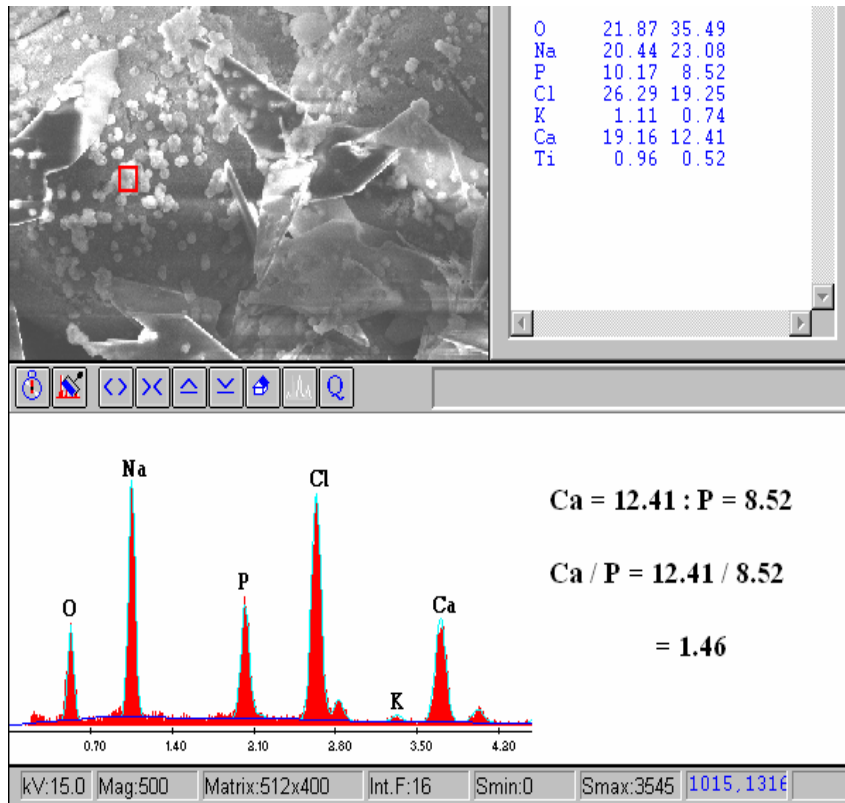 O 21.87 35.49
Na 20.44 23.08
P 10.17 8.52
Cl 26.29 19.25
K 1.11 0.74
Ca 19.16 12.41
Ti 0.96 0.52
Q
Na
Cl
P
O
Ca
K
Ca = 12.41 : P = 8.52
Ca / P = 12.41 / 8.52
= 1.46
0.70 1.40 2.10 2.80 3.50 4.20
kV:15.0 Mag:500 Matrix:512x400 Int.F:16 Smin:0 Smax:3545 1015,1316